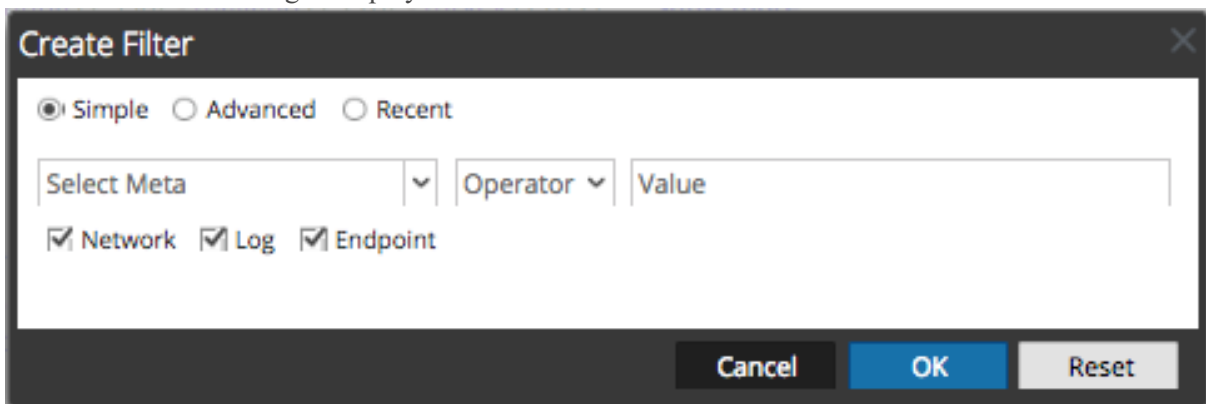 Create Filter
Simple Advanced Recent
Select Meta Operator Value
Network Log Endpoint
Cancel OK Reset